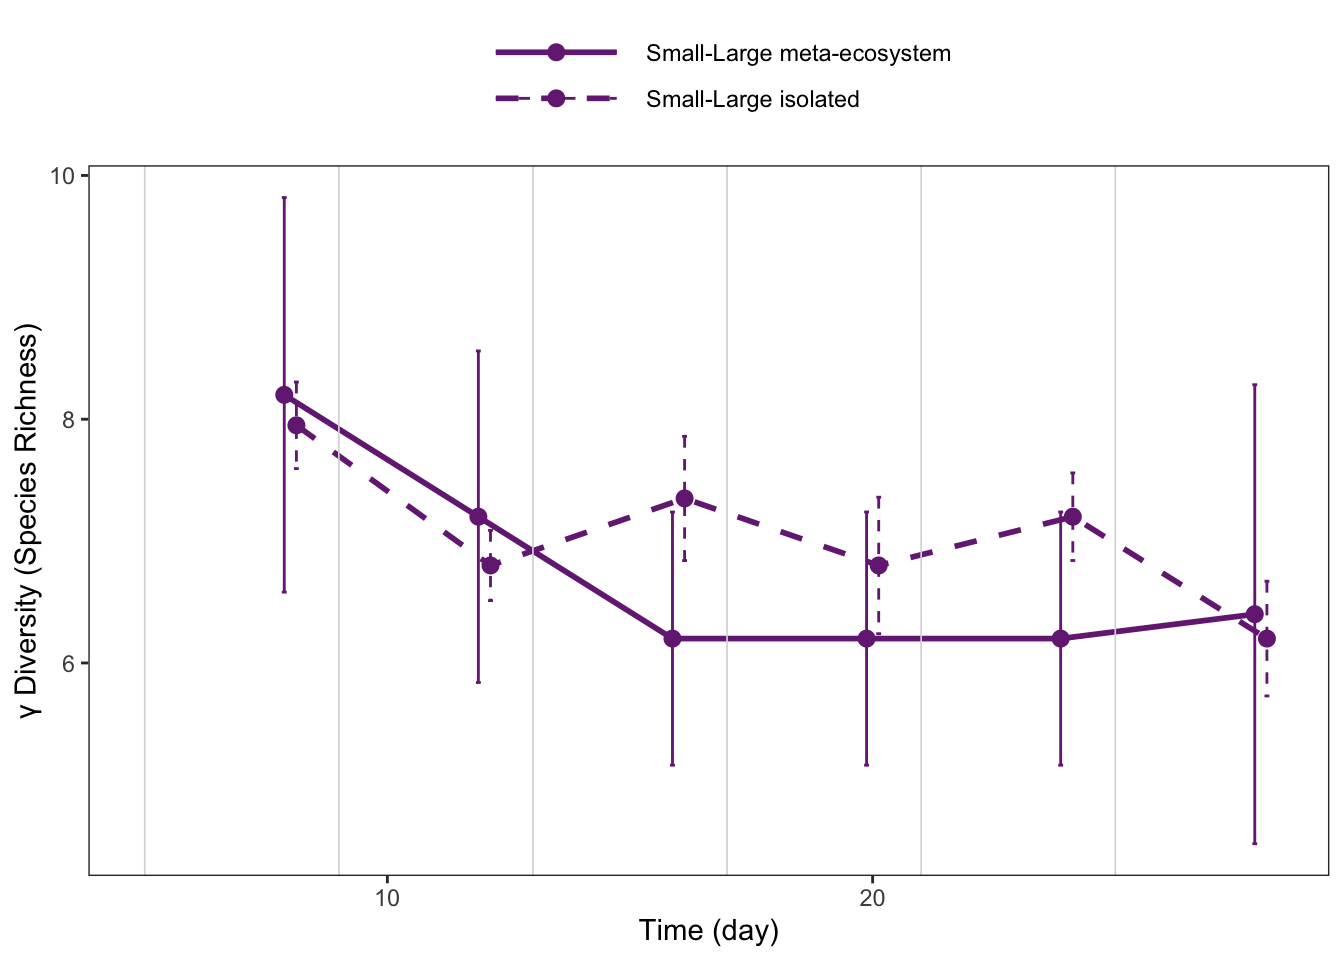 Small-Large meta-ecosystem
Small-Large isolated
γ Diversity (Species Richness)
10
8
6
10
20
Time (day)